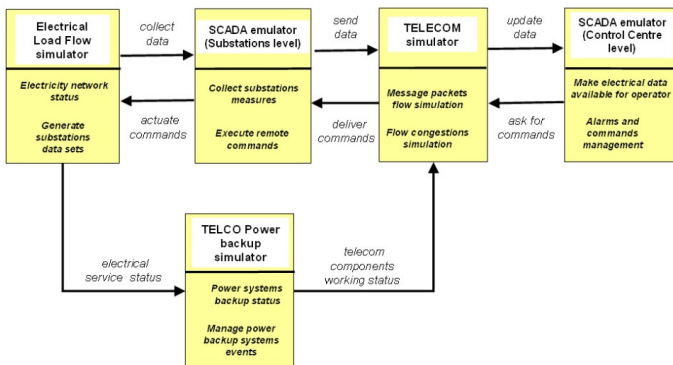 Electrical
Load Flow
simulator
Electricity network
status
Generate
substations
data sets
collect
data
actuate
commands
SCADA emulator
(Substations level)
Collect substations
measures
Execute remote
commands
send
data
deliver
commands
TELECOM
simulator
Message packets
flow simulation
Flow congestions
simulation
update
data
ask for
commands
SCADA emulator
(Control Centre
level)
Make electrical data
available for operator
Alarms and
commands
management
electrical
service status
TELCO Power
backup
simulator
Power systems
backup status
Manage power
backup systems
events
telecom
components
working status